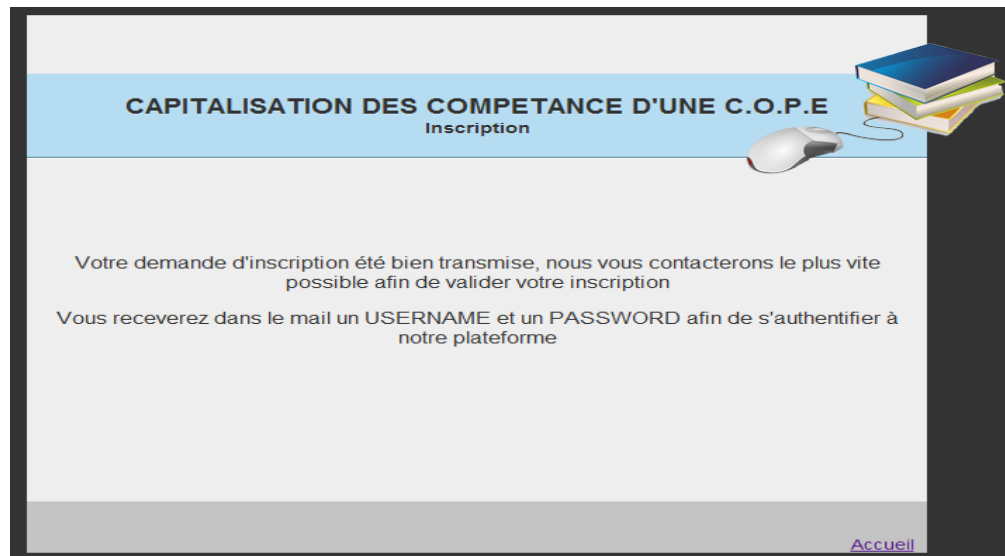 CAPITALISATION DES COMPETANCE D'UNE C.O.P.E
Inscription
Votre demande d'inscription été bien transmise, nous vous contacterons le plus vite
possible afin de valider votre inscription
Vous receverez dans le mail un USERNAME et un PASSWORD afin de s'authentifier à
notre plateforme
Accueil